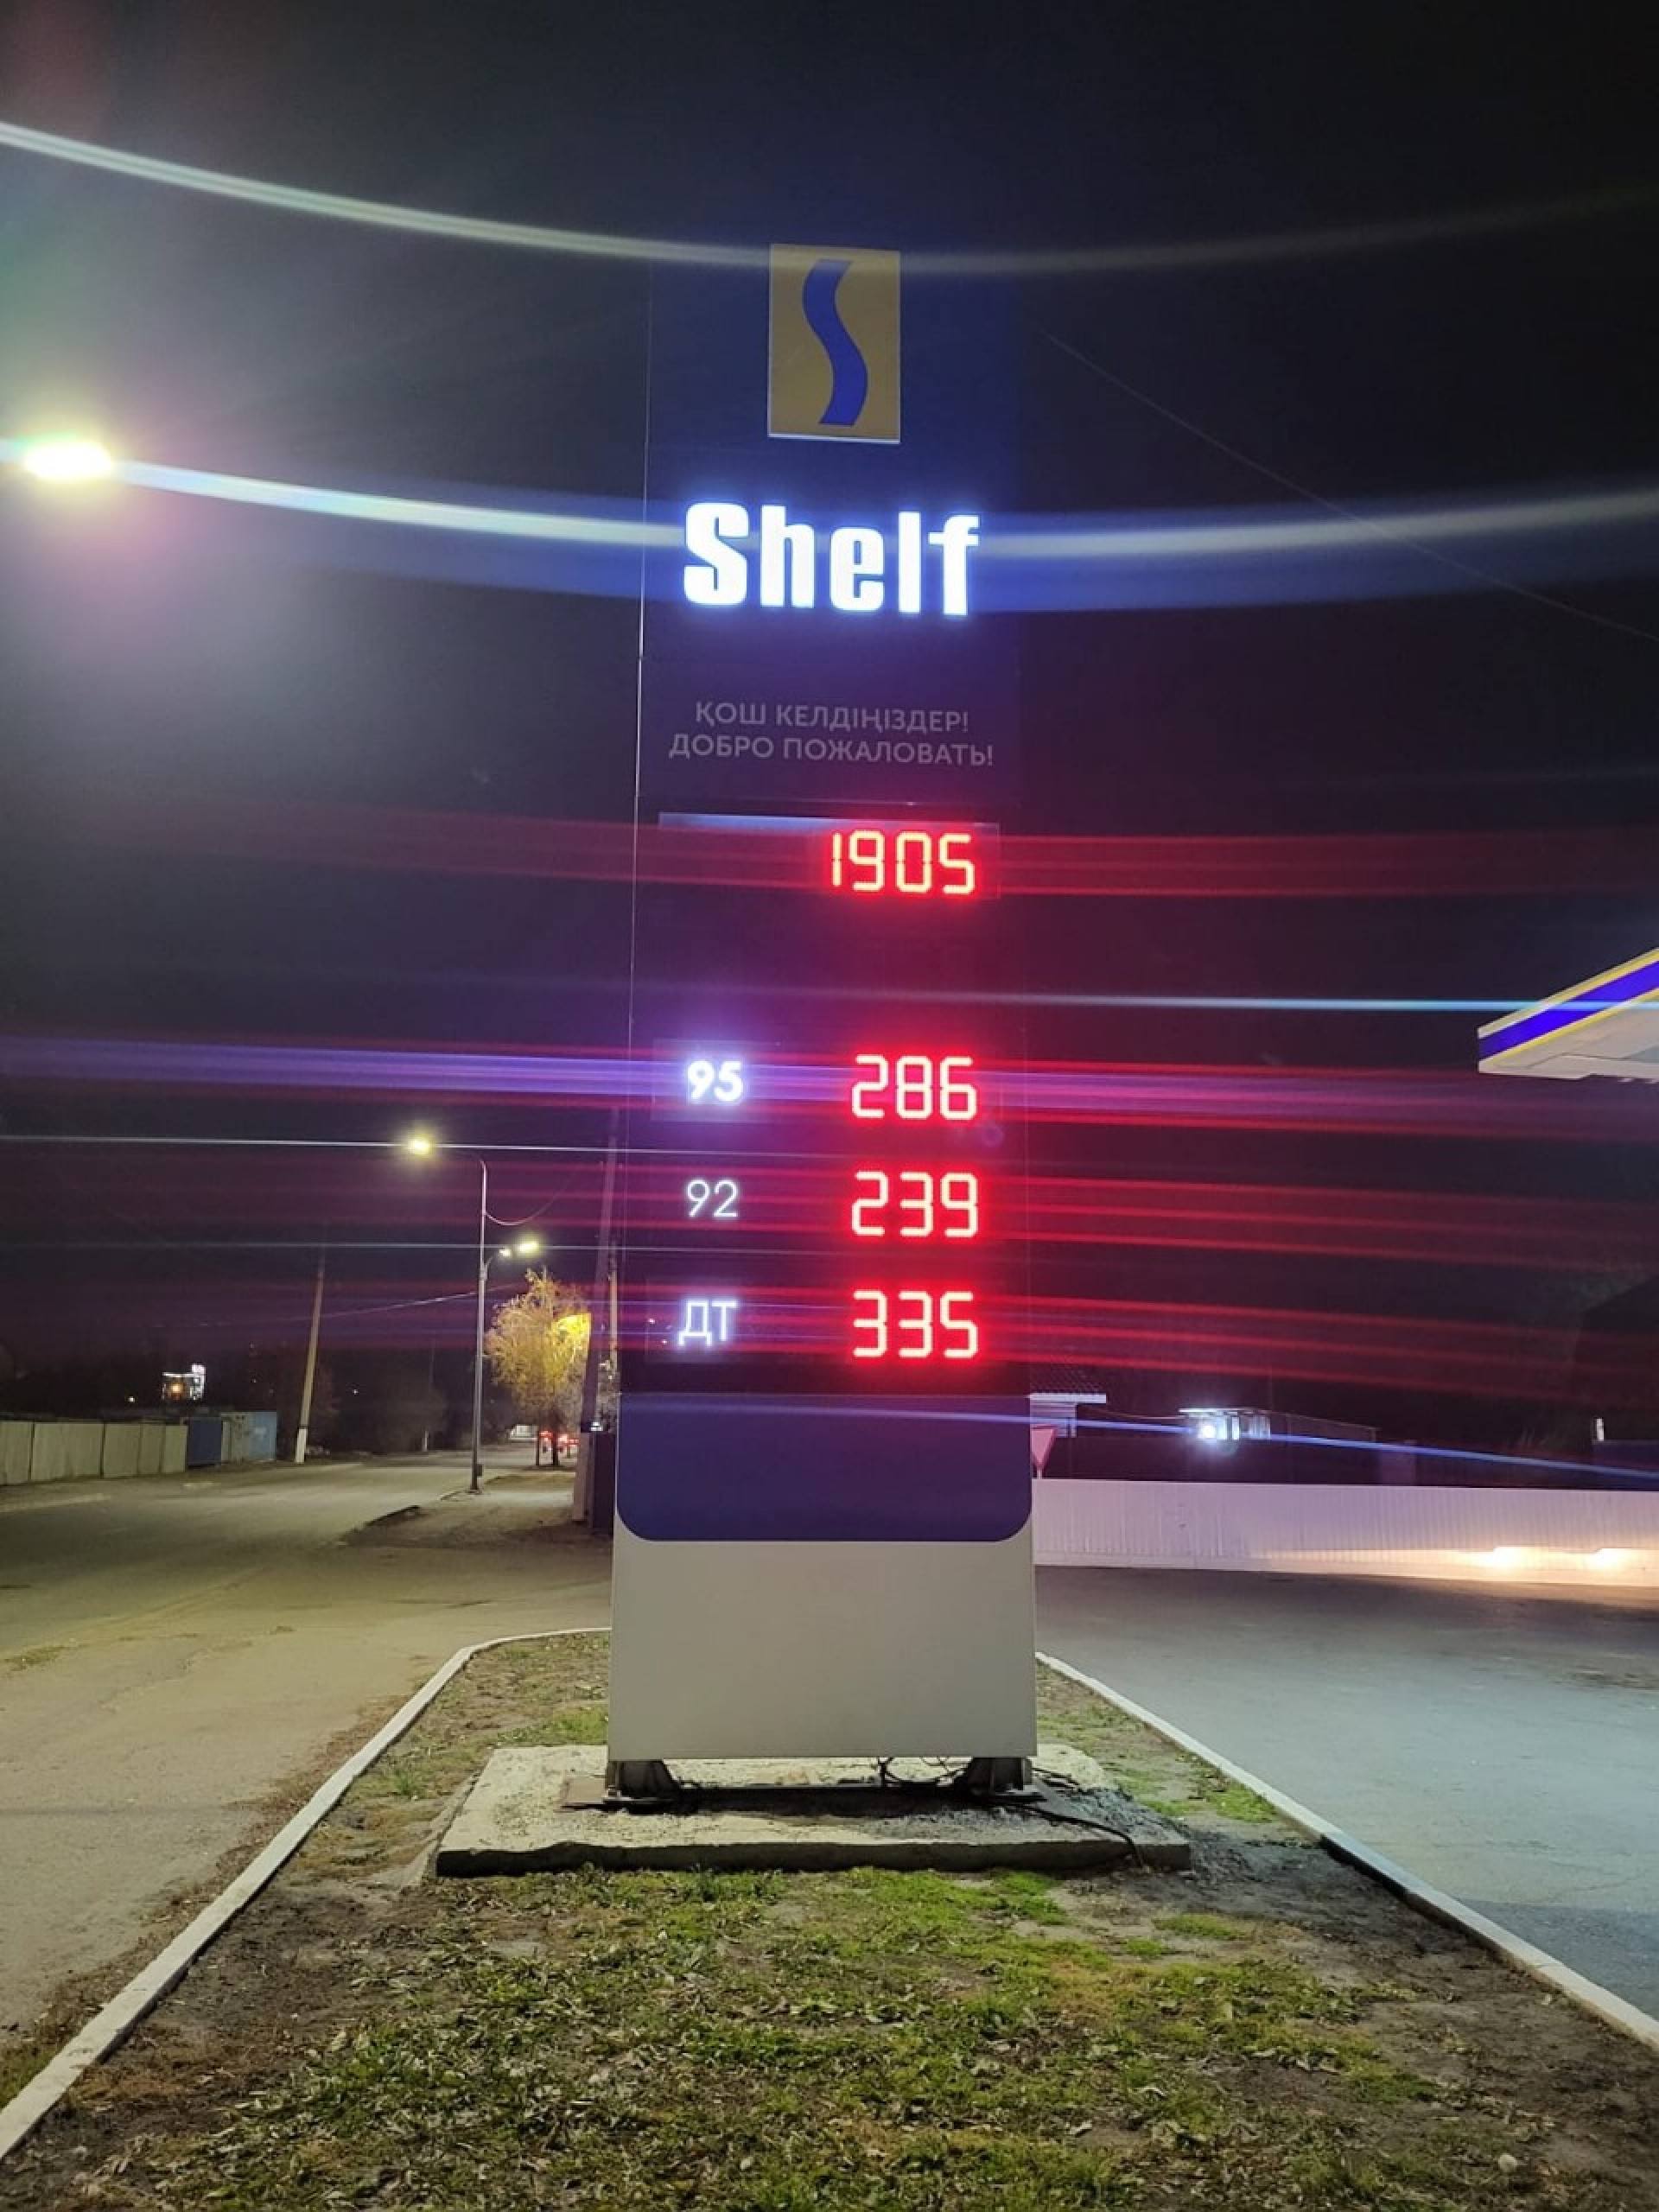 Shelf
ҚОШ КЕЛДІҢІЗДЕР!
ДОБРО ПОЖАЛОВАТЬ!
1905
95 286
92 239
ДТ 335